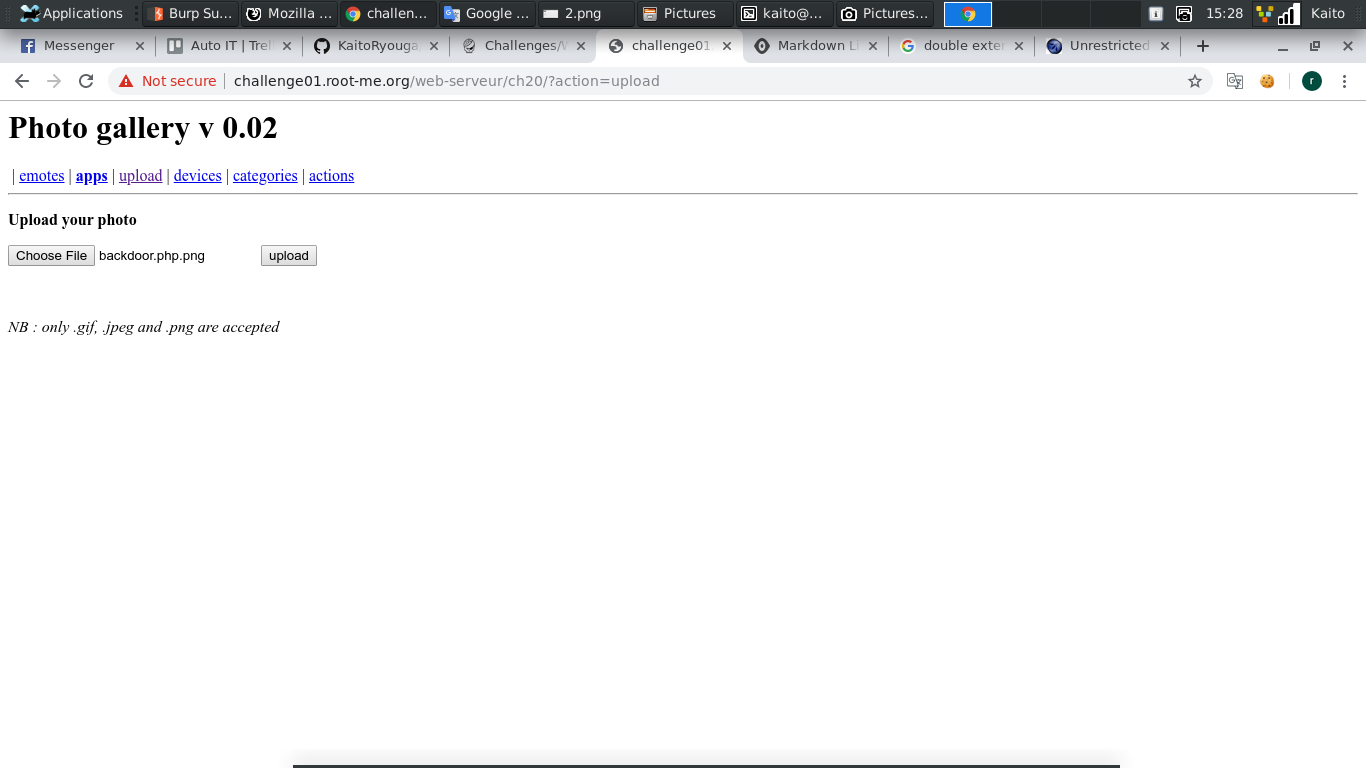 Applications Burp Su... Mozilla ... challen... Google ... 2.png Pictures kaito@... Pictures... 15:28 Kaito
Messenger Auto IT | Trel KaitoRyouga/ Challenges/W challenge01 Markdown Li double exten Unrestricted
Not secure challenge01.root-me.org/web-serveur/ch20/?action=upload r
Photo gallery v 0.02
| emotes | apps | upload | devices | categories | actions
Upload your photo
Choose File backdoor.php.png upload
NB : only .gif, .jpeg and .png are accepted